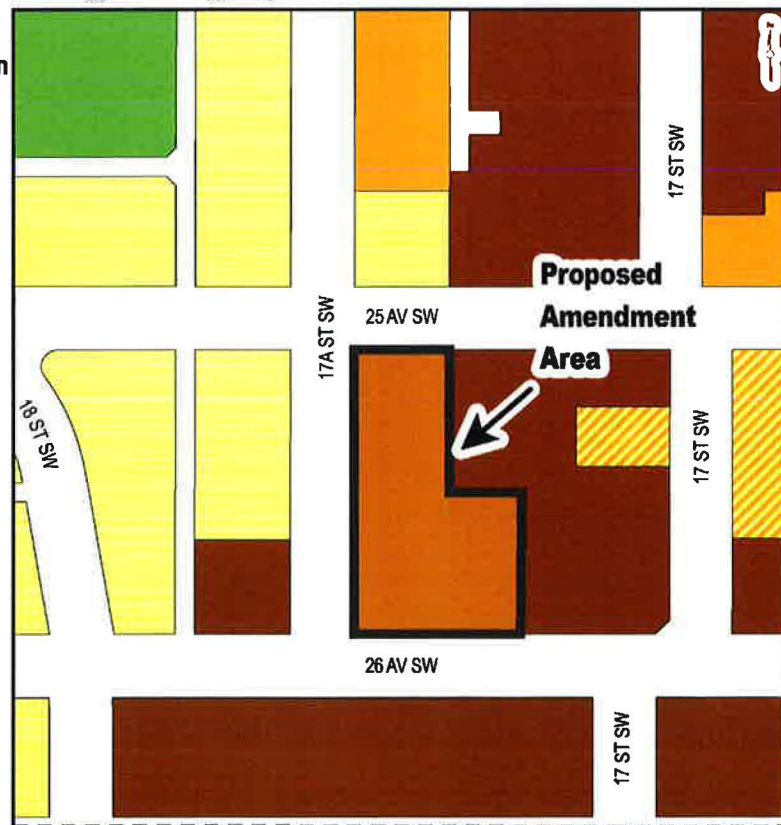 17 ST SW
Proposed
Amendment
Area
25 AV SW
17A ST SW
18 ST SW
17 ST SW
26 AV SW
17 ST SW